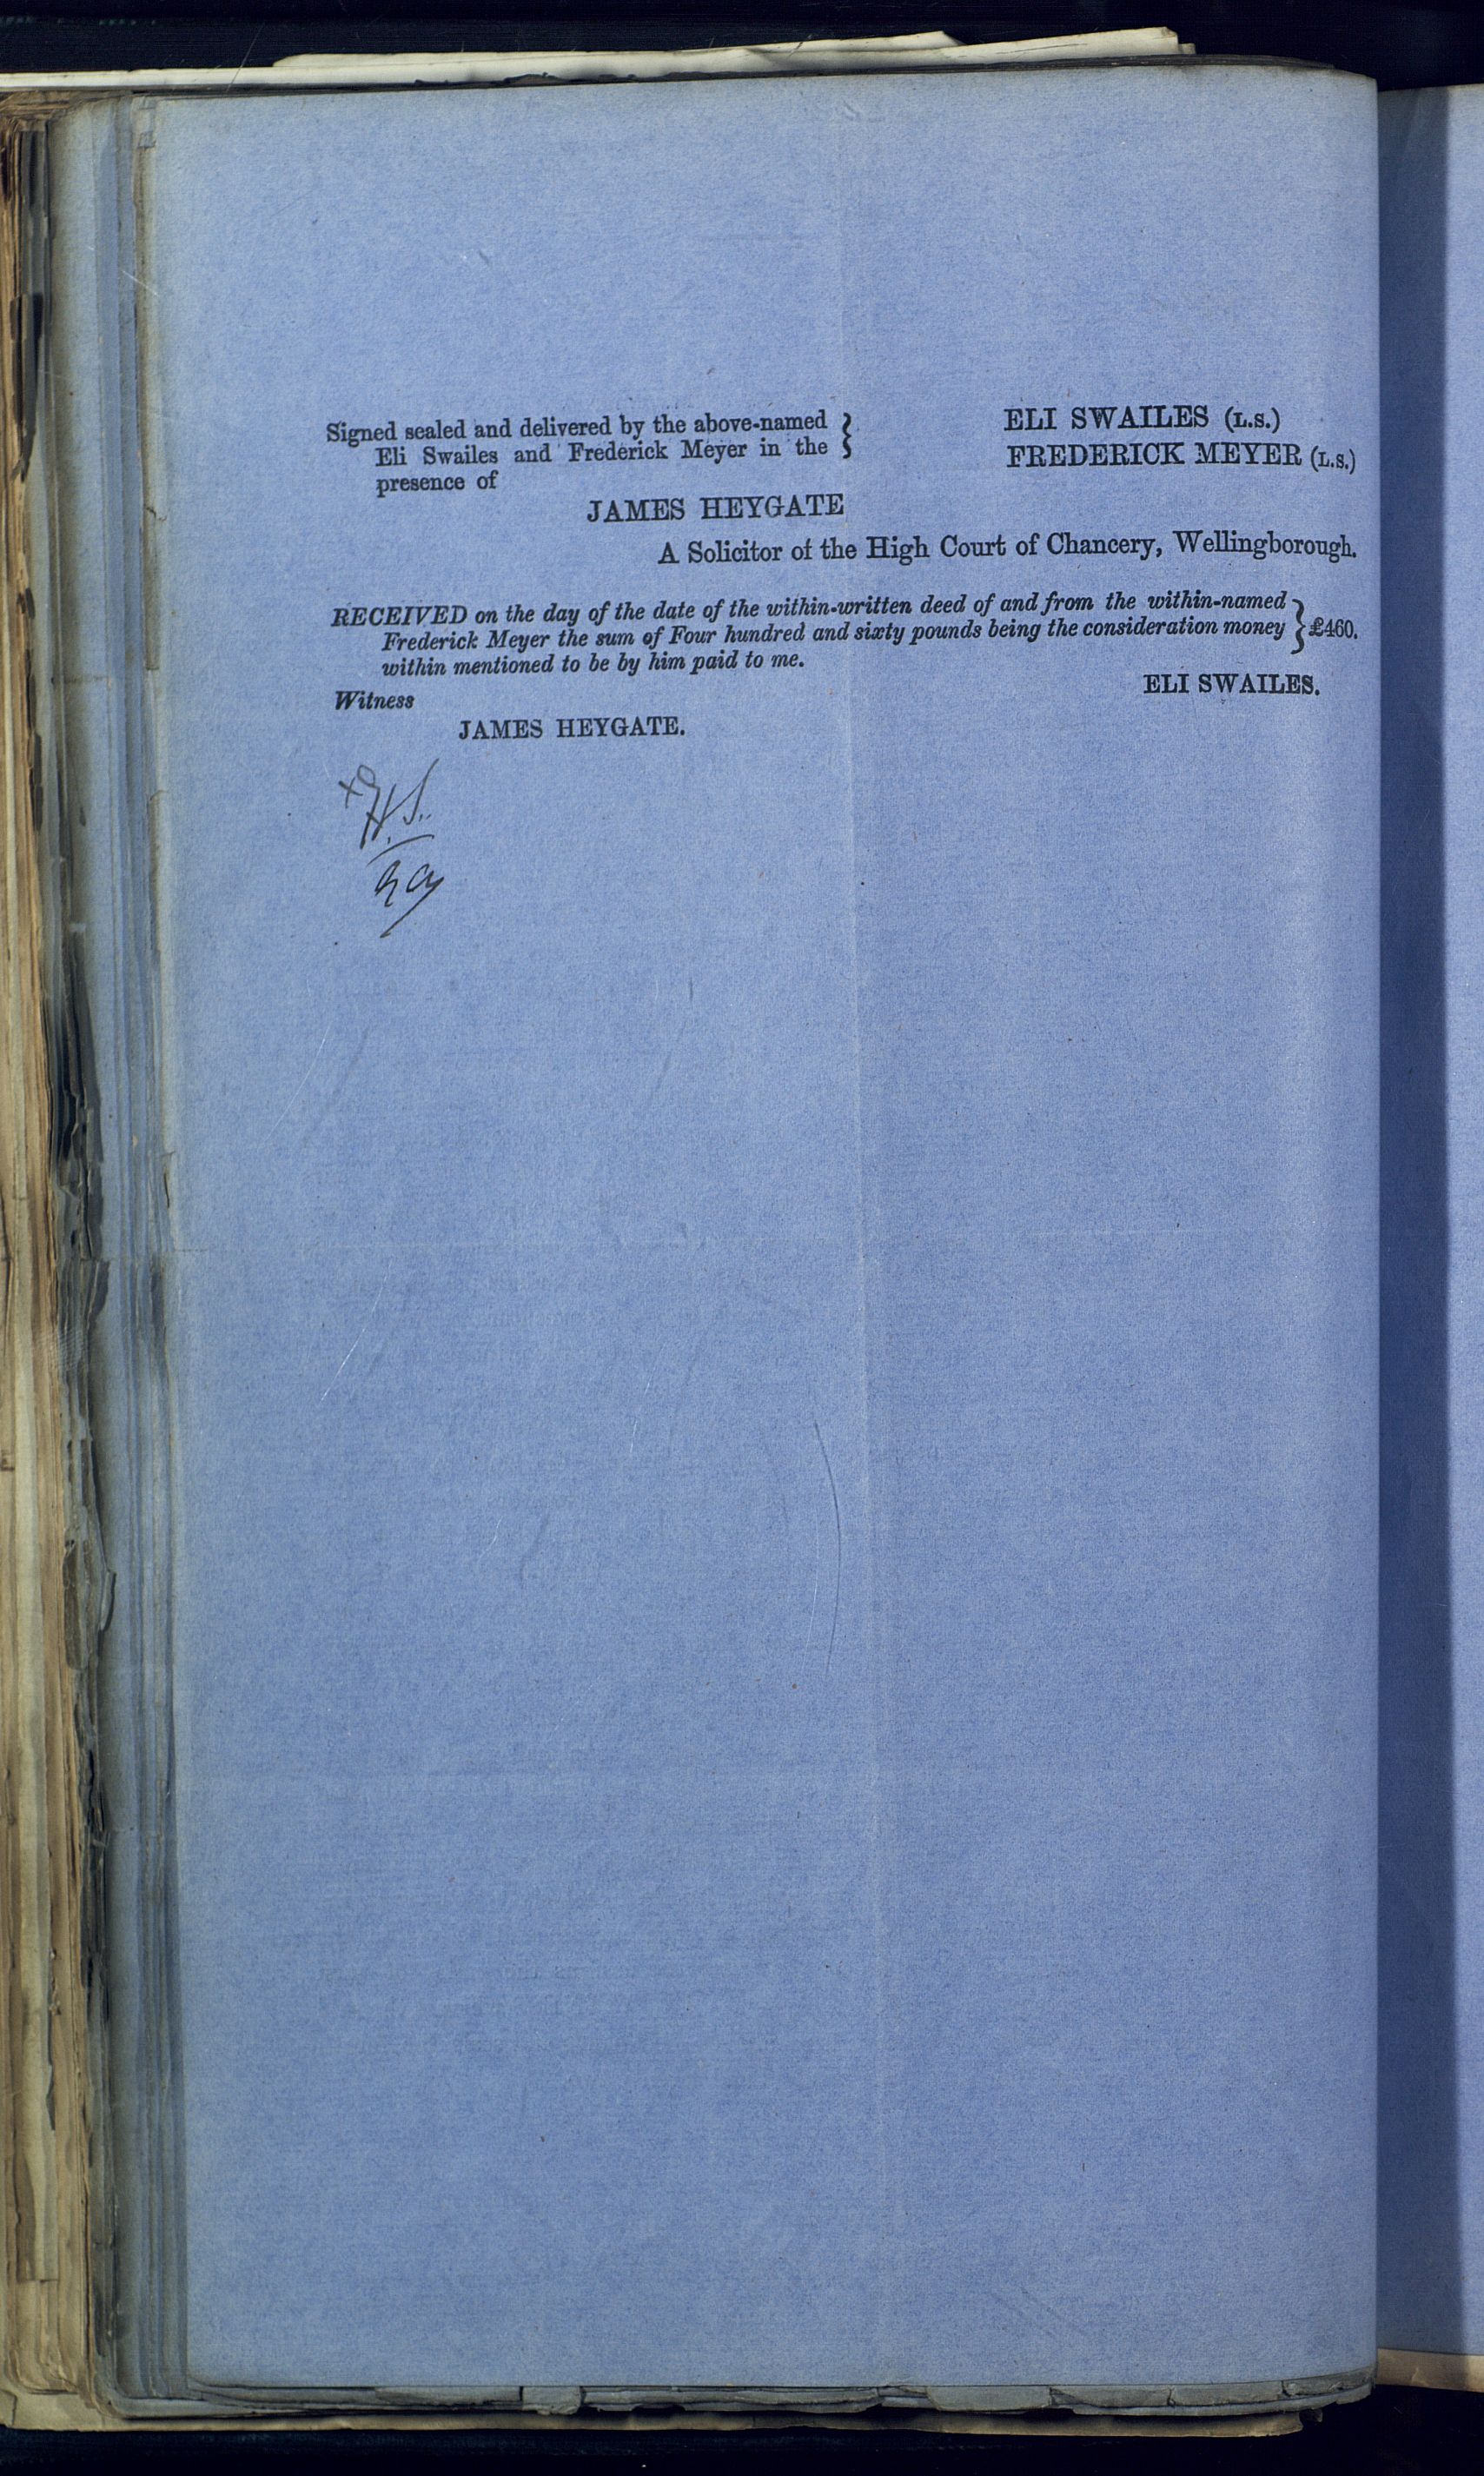 Signed sealed and delivered by the above-named
Eli Swailes and Frederick Meyer in the
presence of
ELI SWAILES (L.S.)
FREDERICK MEYER (L.S.)
JAMES HEYGATE
A Solicitor of the High Court of Chancery, Wellingborough.
RECEIVED on the day of the date of the within-written deed of and from the within-named
Frederick Meyer the sum of Four hundred and sixty pounds being the consideration money
within mentioned to be by him paid to me.
£460.
ELI SWAILES.
Witness
JAMES HEYGATE.
H.S.